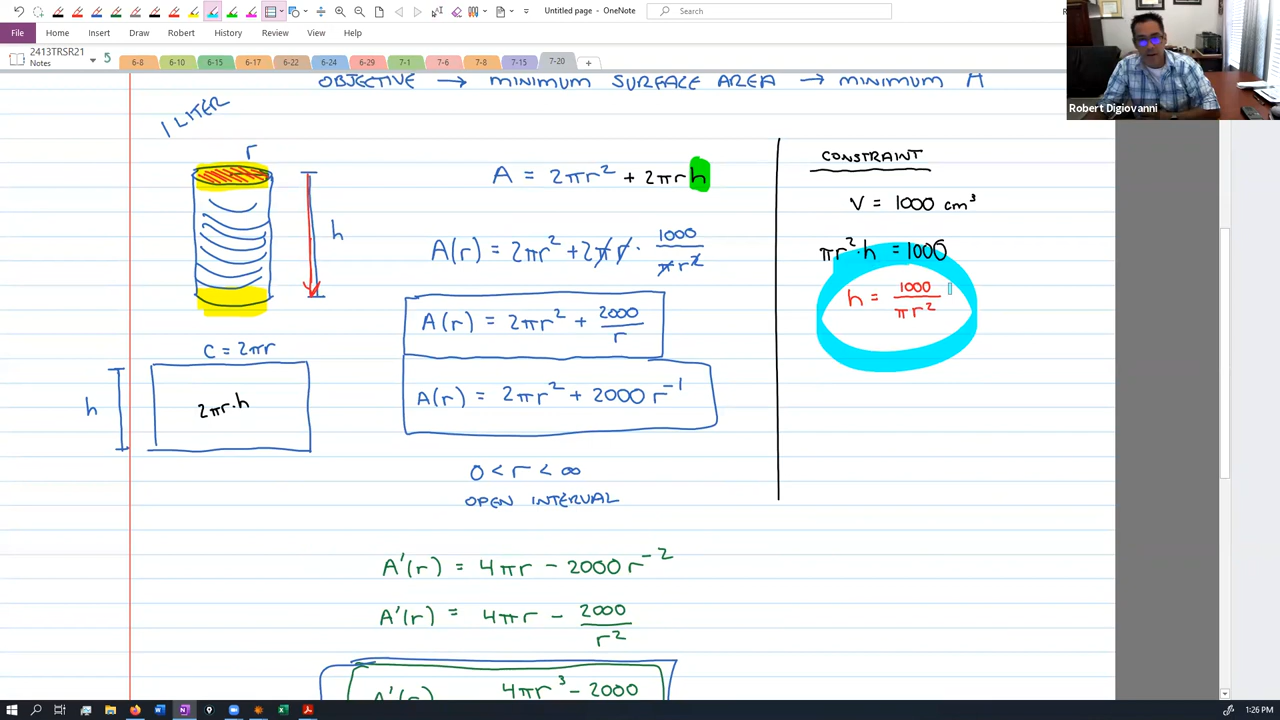 Untitled page - OneNote
Search
File
Home
Insert
Draw
Robert
History
Review
View
Help
2413TRSR21
Notes
5
6-8
6-10
6-15
6-17
6-22
6-24
6-29
7-1
7-6
7-8
7-15
7-20
Robert Digiovanni
OBJECTIVE → MINIMUM SURFACE AREA → MINIMUM A
1 LITER
r
h
A = 2πr² + 2πrh
A(r) = 2πr² + 2πr · 1000/πr²
A(r) = 2πr² + 2000/r
C = 2πr
h
2πr·h
A(r) = 2πr² + 2000 r⁻¹
0 < r < ∞
OPEN INTERVAL
A'(r) = 4πr − 2000 r⁻²
A'(r) = 4πr − 2000/r²
A'(r) 4πr³ − 2000
CONSTRAINT
V = 1000 cm³
πr²·h = 1000
h = 1000/πr²
1:26 PM